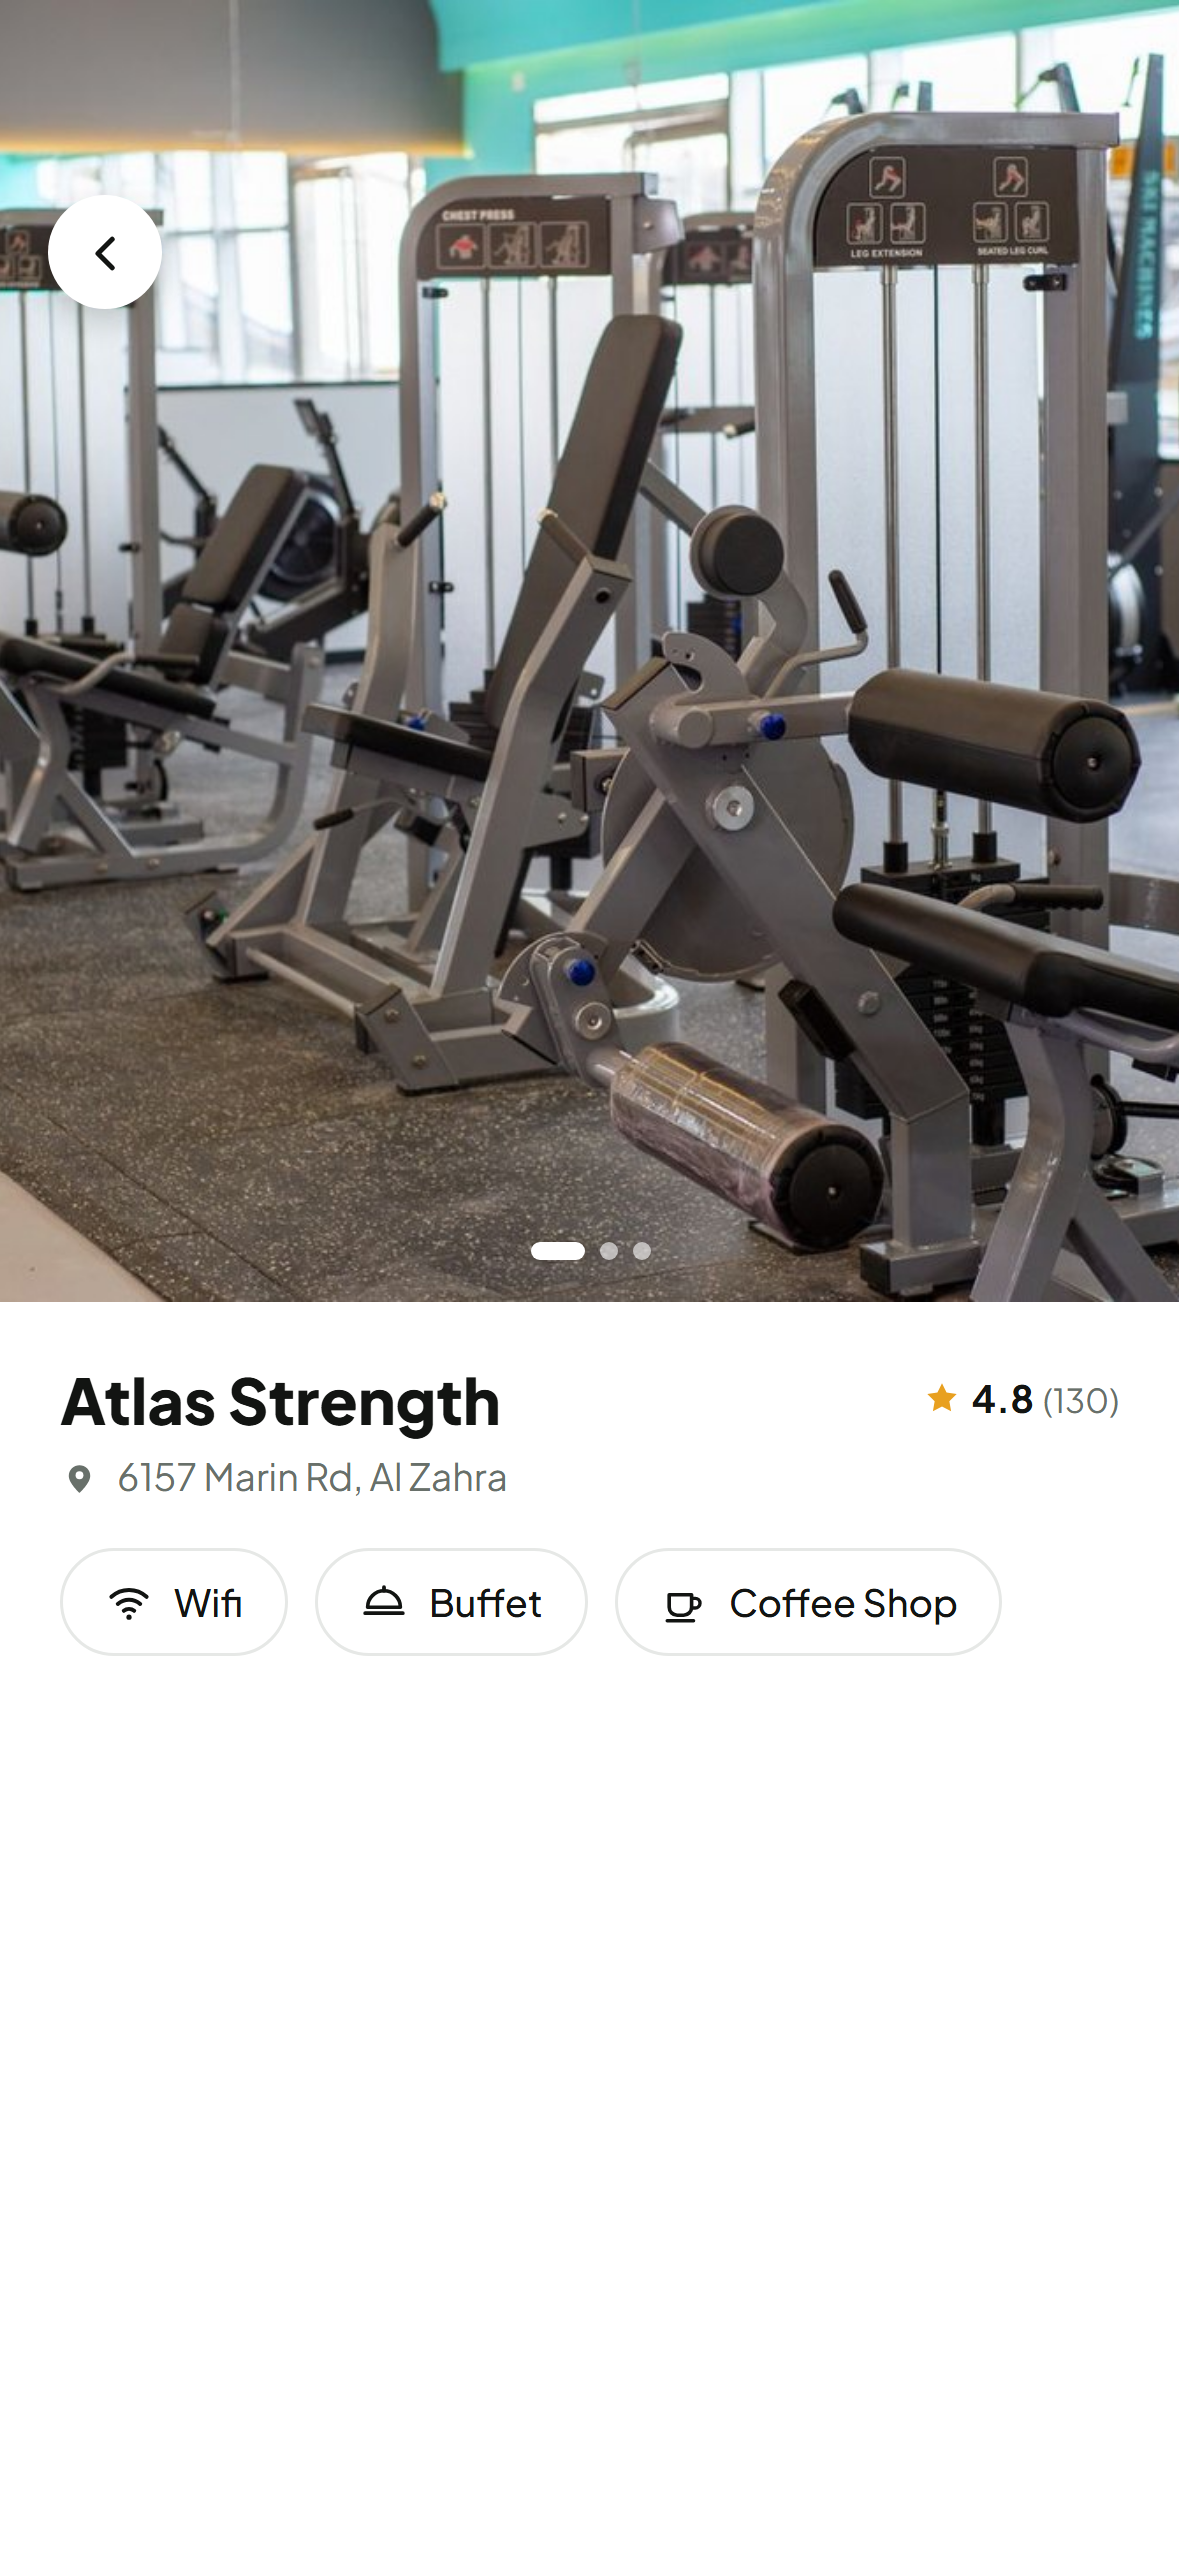 CHEST PRESS
LEG EXTENSION
SEATED LEG CURL
Atlas Strength
4.8 (130)
6157 Marin Rd, Al Zahra
Wifi
Buffet
Coffee Shop